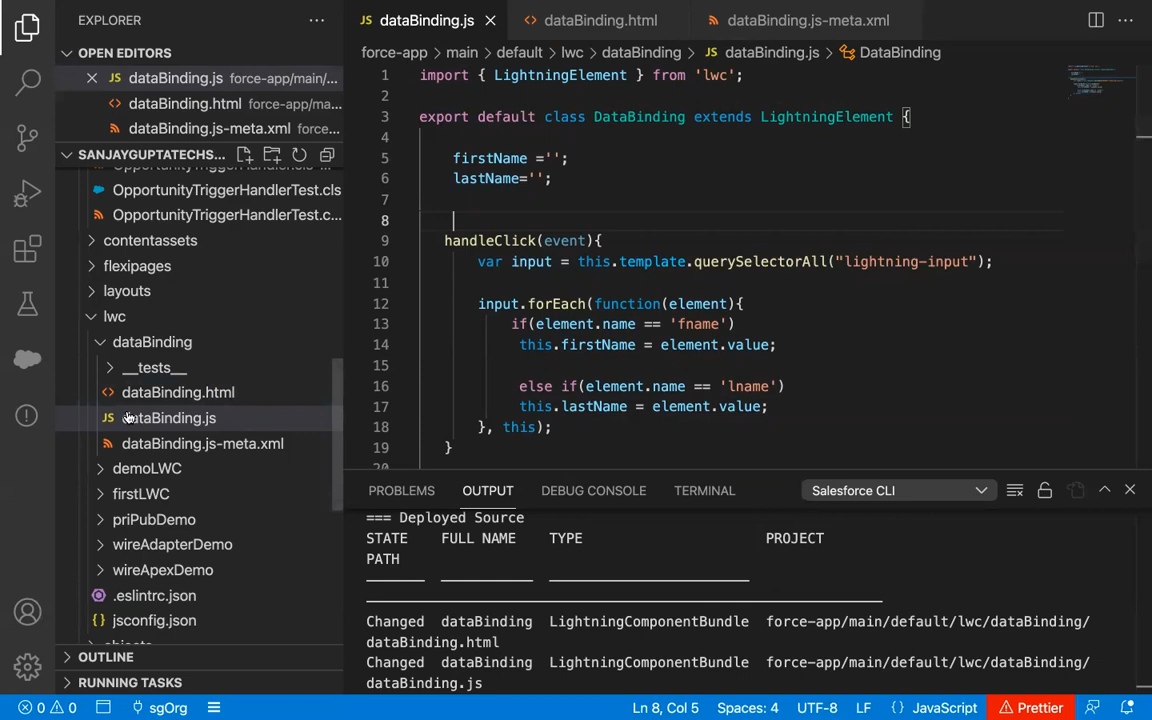 EXPLORER
OPEN EDITORS
JS dataBinding.js force-app/main/...
<> dataBinding.html force-app/ma...
dataBinding.js-meta.xml force...
SANJAYGUPTATECHS...
OpportunityTriggerHandlerTest.cls
OpportunityTriggerHandlerTest.c...
contentassets
flexipages
layouts
lwc
dataBinding
__tests__
<> dataBinding.html
JS dataBinding.js
dataBinding.js-meta.xml
demoLWC
firstLWC
priPubDemo
wireAdapterDemo
wireApexDemo
.eslintrc.json
{} jsconfig.json
OUTLINE
RUNNING TASKS
JS dataBinding.js
<> dataBinding.html
dataBinding.js-meta.xml
force-app > main > default > lwc > dataBinding > JS dataBinding.js > DataBinding
1 import { LightningElement } from 'lwc';
2
3 export default class DataBinding extends LightningElement {
4
5 firstName ='';
6 lastName='';
7
8
9 handleClick(event){
10 var input = this.template.querySelectorAll("lightning-input");
11
12 input.forEach(function(element){
13 if(element.name == 'fname')
14 this.firstName = element.value;
15
16 else if(element.name == 'lname')
17 this.lastName = element.value;
18 }, this);
19 }
20
PROBLEMS OUTPUT DEBUG CONSOLE TERMINAL Salesforce CLI
=== Deployed Source
STATE FULL NAME TYPE PROJECT
PATH
Changed dataBinding LightningComponentBundle force-app/main/default/lwc/dataBinding/
dataBinding.html
Changed dataBinding LightningComponentBundle force-app/main/default/lwc/dataBinding/
dataBinding.js
0 0 sgOrg Ln 8, Col 5 Spaces: 4 UTF-8 LF {} JavaScript Prettier